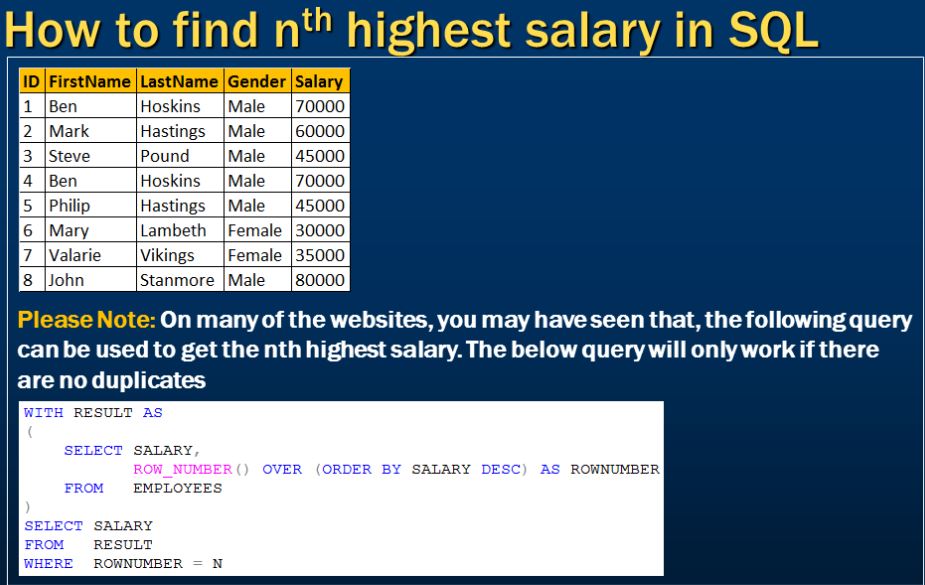 How to find nth highest salary in SQL
ID FirstName LastName Gender Salary
1 Ben Hoskins Male 70000
2 Mark Hastings Male 60000
3 Steve Pound Male 45000
4 Ben Hoskins Male 70000
5 Philip Hastings Male 45000
6 Mary Lambeth Female 30000
7 Valarie Vikings Female 35000
8 John Stanmore Male 80000
Please Note: On many of the websites, you may have seen that, the following query
can be used to get the nth highest salary. The below query will only work if there
are no duplicates
WITH RESULT AS
(
SELECT SALARY,
ROW_NUMBER() OVER (ORDER BY SALARY DESC) AS ROWNUMBER
FROM EMPLOYEES
)
SELECT SALARY
FROM RESULT
WHERE ROWNUMBER = N